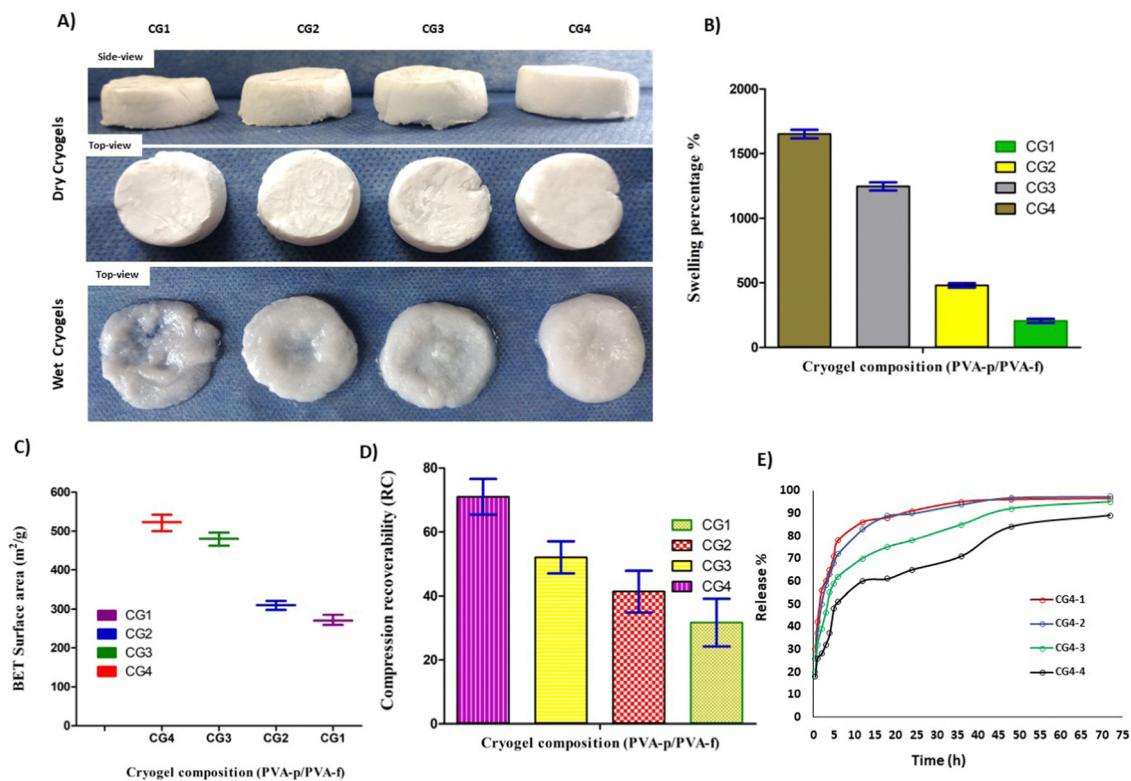 A)
CG1 CG2 CG3 CG4
Side-view
Top-view
Dry Cryogels
Top-view
Wet Cryogels
B)
Swelling percentage %
2000
1500
1000
500
0
CG1
CG2
CG3
CG4
Cryogel composition (PVA-p/PVA-f)
C)
BET Surface area (m²/g)
600
500
400
300
200
100
0
CG1
CG2
CG3
CG4
CG4 CG3 CG2 CG1
Cryogel composition (PVA-p/PVA-f)
D)
Compression recoverability (RC)
80
60
40
20
0
CG1
CG2
CG3
CG4
Cryogel composition (PVA-p/PVA-f)
E)
Release %
100
90
80
70
60
50
40
30
20
10
0
CG4-1
CG4-2
CG4-3
CG4-4
0 5 10 15 20 25 30 35 40 45 50 55 60 65 70 75
Time (h)